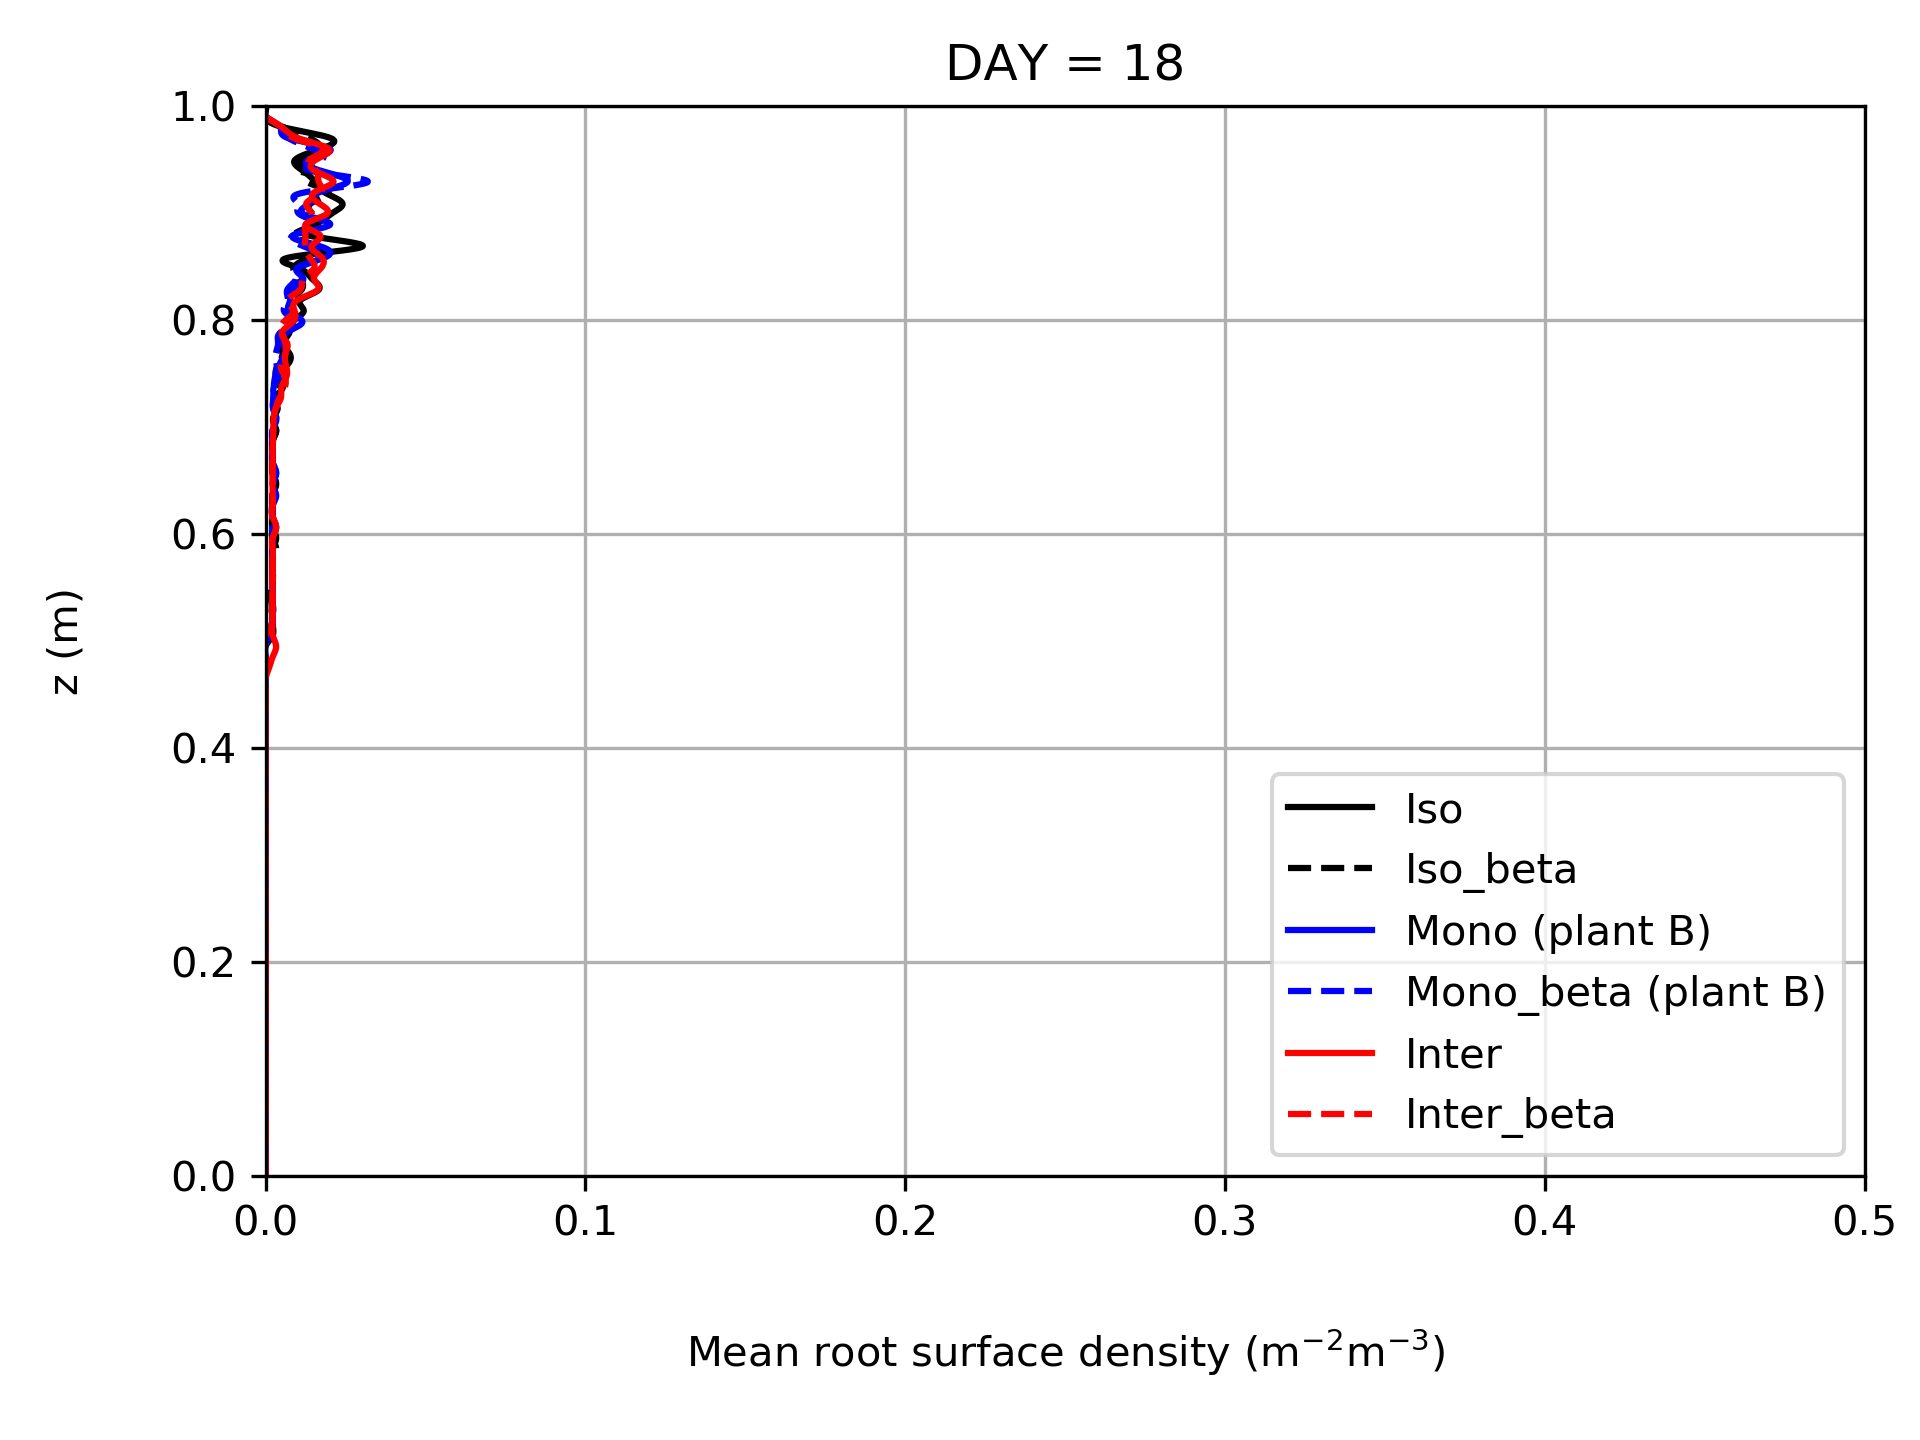 DAY = 18
1.0
0.8
0.6
0.4
0.2
0.0
z (m)
0.0 0.1 0.2 0.3 0.4 0.5
Mean root surface density (m⁻²m⁻³)
Iso
Iso_beta
Mono (plant B)
Mono_beta (plant B)
Inter
Inter_beta